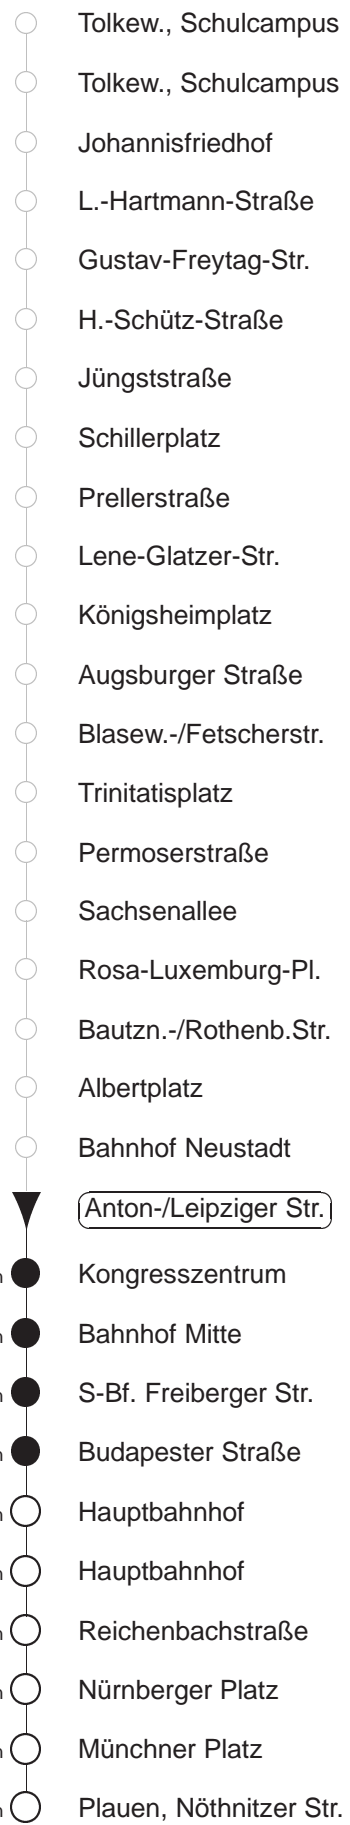 Tolkew., Schulcampus
Tolkew., Schulcampus
Johannisfriedhof
L.-Hartmann-Straße
Gustav-Freytag-Str.
H.-Schütz-Straße
Jüngststraße
Schillerplatz
Prellerstraße
Lene-Glatzer-Str.
Königsheimplatz
Augsburger Straße
Blasew.-/Fetscherstr.
Trinitatisplatz
Permoserstraße
Sachsenallee
Rosa-Luxemburg-Pl.
Bautzn.-/Rothenb.Str.
Albertplatz
Bahnhof Neustadt
Anton-/Leipziger Str.
Kongresszentrum
Bahnhof Mitte
S-Bf. Freiberger Str.
Budapester Straße
Hauptbahnhof
Hauptbahnhof
Reichenbachstraße
Nürnberger Platz
Münchner Platz
Plauen, Nöthnitzer Str.